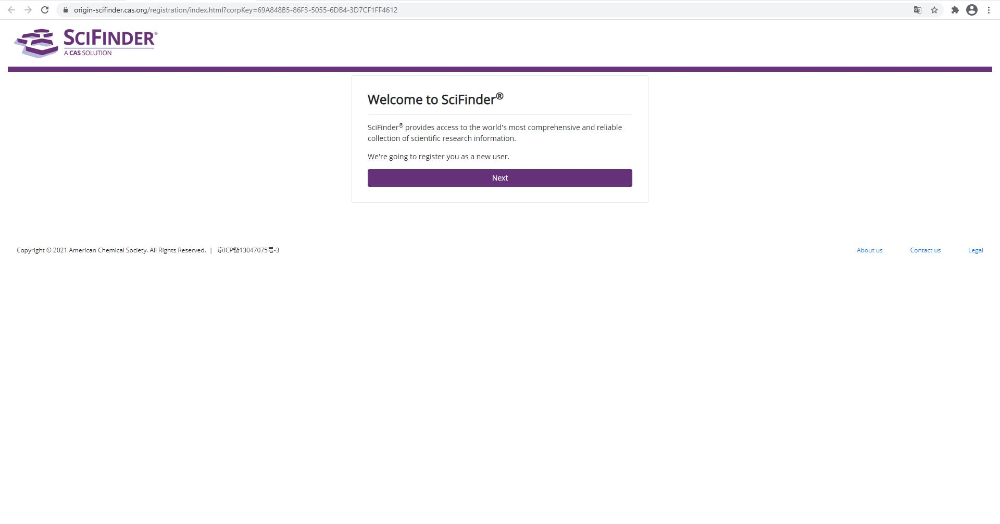 origin-scifinder.cas.org/registration/index.html?corpKey=69A848B5-86F3-5055-6DB4-3D7CF1FF4612
SCIFINDER®
A CAS SOLUTION
Welcome to SciFinder®
SciFinder® provides access to the world's most comprehensive and reliable
collection of scientific research information.
We're going to register you as a new user.
Next
Copyright © 2021 American Chemical Society. All Rights Reserved. | 京ICP备13047075号-3 About us Contact us Legal